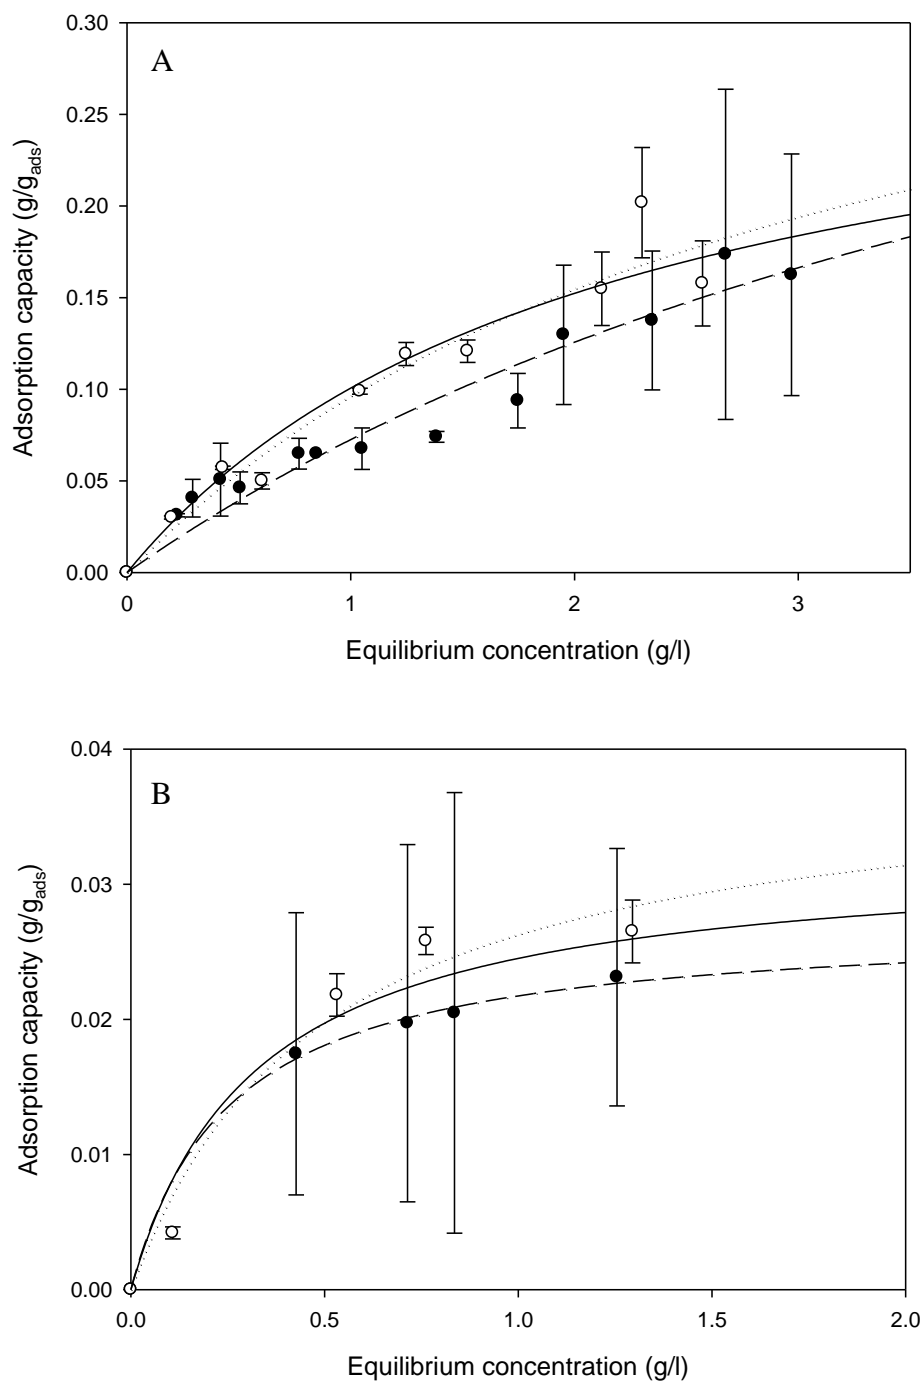 0.30
A
0.25
0.20
0.15
0.10
0.05
0.00
Adsorption capacity (g/gads)
0 1 2 3
Equilibrium concentration (g/l)
0.04
B
0.03
0.02
0.01
0.00
Adsorption capacity (g/gads)
0.0 0.5 1.0 1.5 2.0
Equilibrium concentration (g/l)